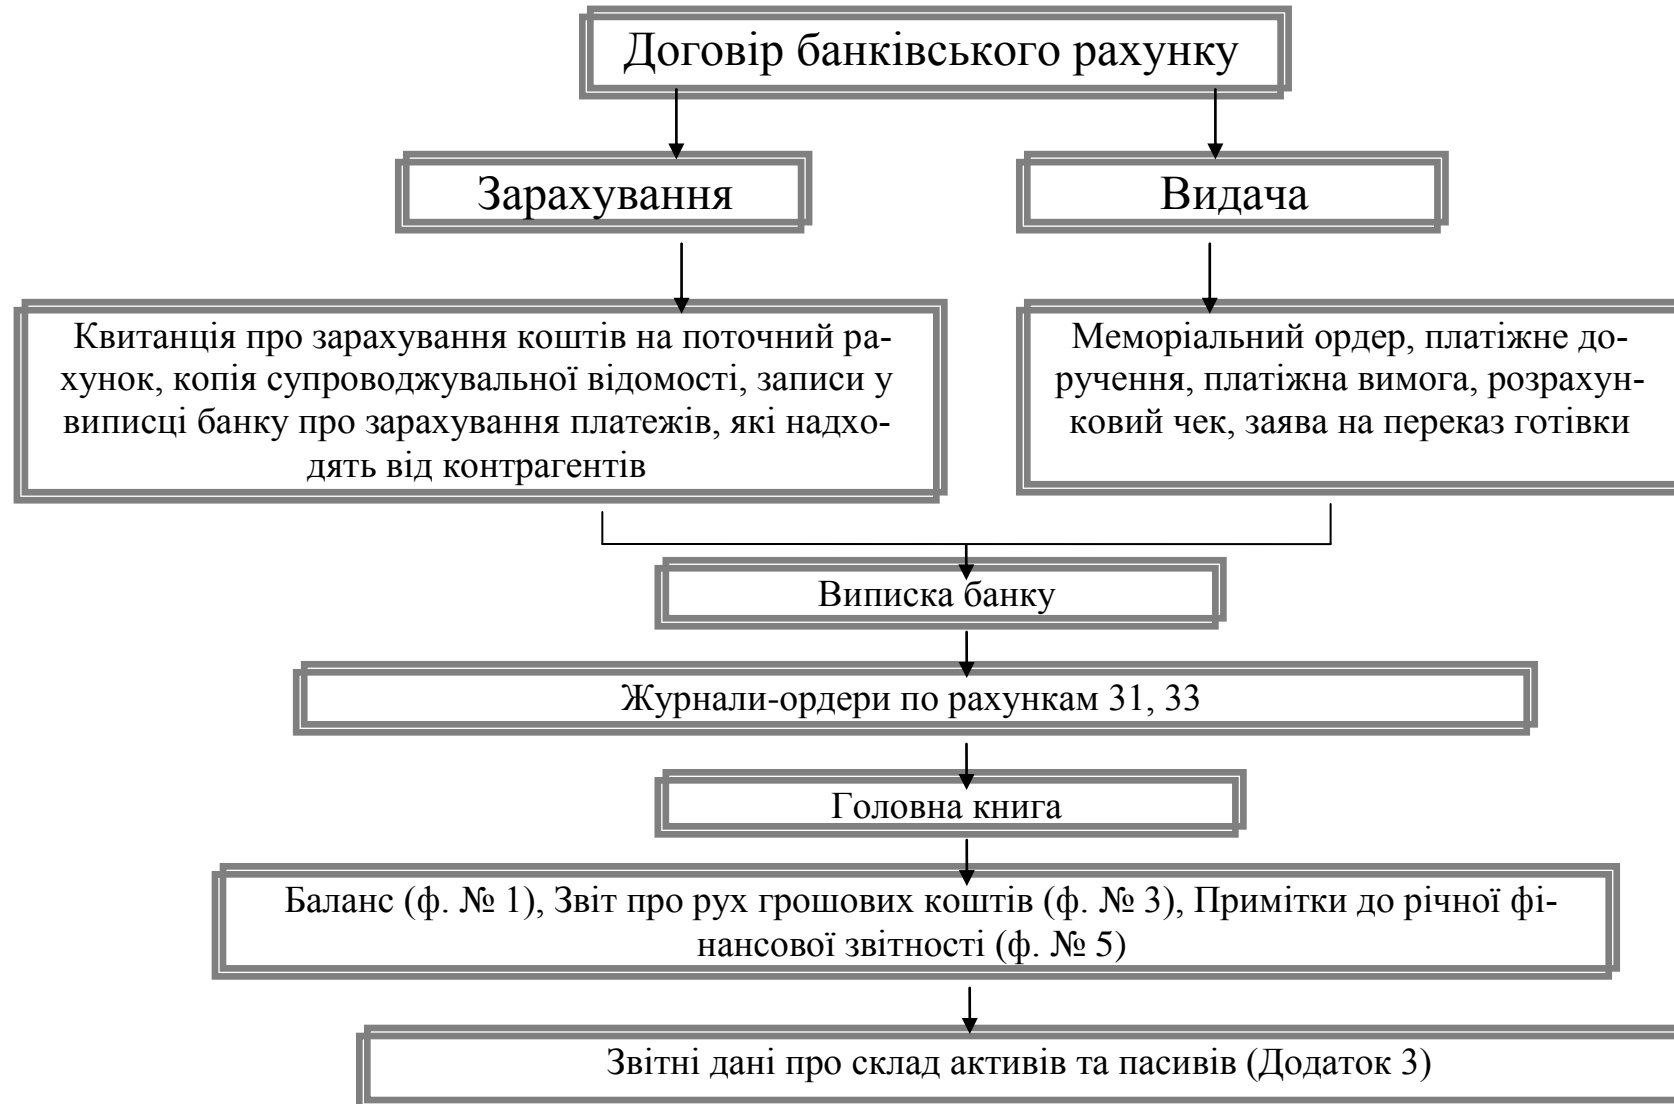 Договір банківського рахунку
Зарахування
Видача
Квитанція про зарахування коштів на поточний ра-
хунок, копія супроводжувальної відомості, записи у
виписці банку про зарахування платежів, які надхо-
дять від контрагентів
Меморіальний ордер, платіжне до-
ручення, платіжна вимога, розрахун-
ковий чек, заява на переказ готівки
Виписка банку
Журнали-ордери по рахункам 31, 33
Головна книга
Баланс (ф. № 1), Звіт про рух грошових коштів (ф. № 3), Примітки до річної фі-
нансової звітності (ф. № 5)
Звітні дані про склад активів та пасивів (Додаток 3)